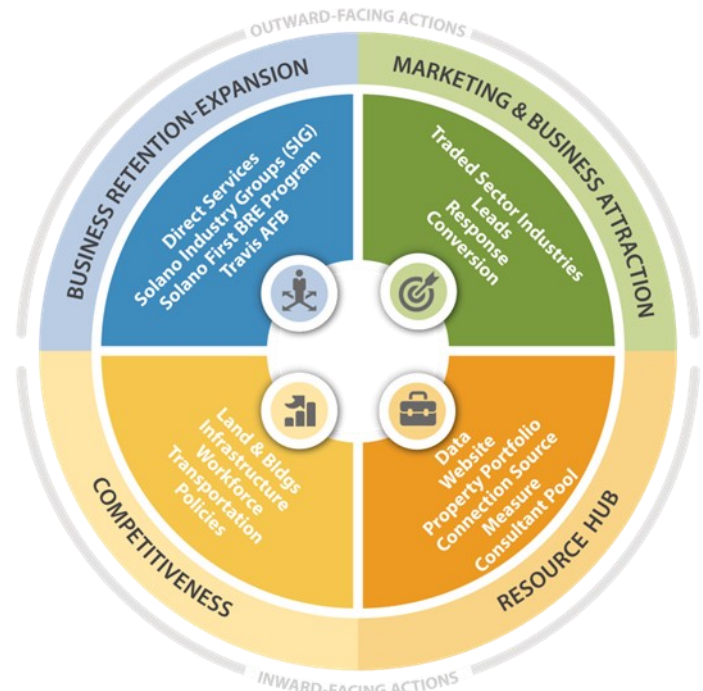 OUTWARD-FACING ACTIONS
BUSINESS RETENTION-EXPANSION
Direct Services
Solano Industry Groups (SIG)
Solano First BRE Program
Travis AFB
MARKETING & BUSINESS ATTRACTION
Traded Sector Industries
Leads
Response
Conversion
COMPETITIVENESS
Land & Bldgs
Infrastructure
Workforce
Transportation
Policies
RESOURCE HUB
Data
Website
Property Portfolio
Connection Source
Measure
Consultant Pool
INWARD-FACING ACTIONS